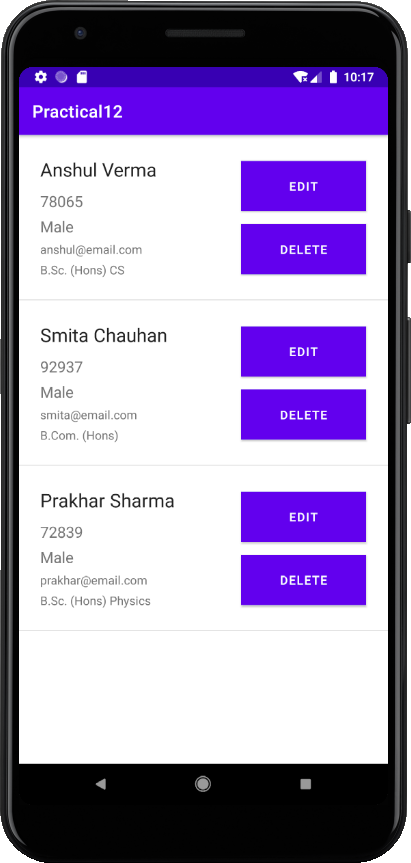 10:17
Practical12
Anshul Verma
78065
Male
anshul@email.com
B.Sc. (Hons) CS
EDIT
DELETE
Smita Chauhan
92937
Male
smita@email.com
B.Com. (Hons)
EDIT
DELETE
Prakhar Sharma
72839
Male
prakhar@email.com
B.Sc. (Hons) Physics
EDIT
DELETE